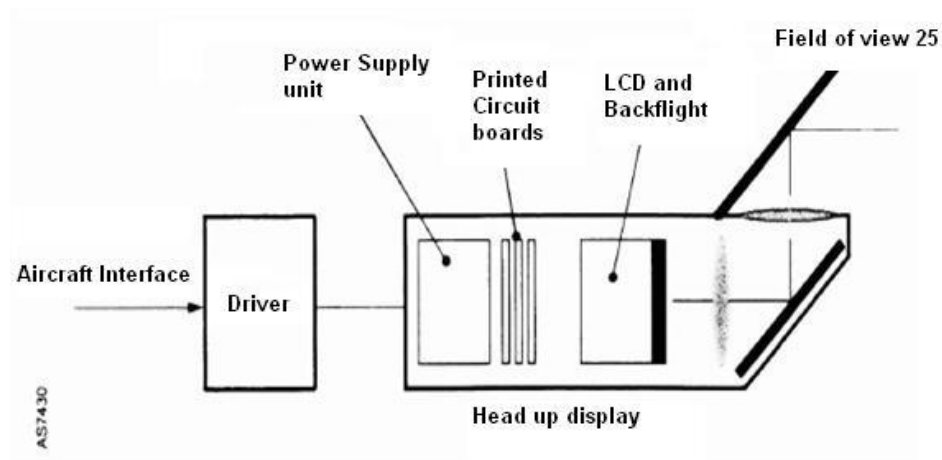 Field of view 25
Power Supply
unit
Printed
Circuit
boards
LCD and
Backflight
Aircraft Interface
Driver
Head up display
AS7430